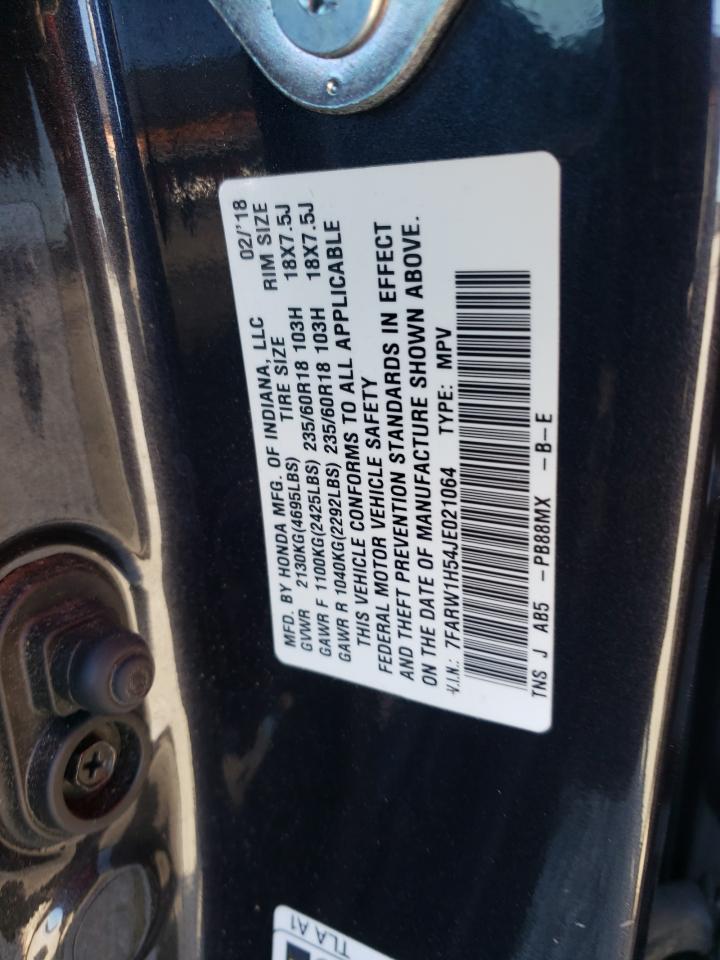 MFD. BY HONDA MFG. OF INDIANA, LLC 02/'18
GVWR 2130KG(4695LBS) TIRE SIZE RIM SIZE
GAWR F 1100KG(2425LBS) 235/60R18 103H 18X7.5J
GAWR R 1040KG(2292LBS) 235/60R18 103H 18X7.5J
THIS VEHICLE CONFORMS TO ALL APPLICABLE
FEDERAL MOTOR VEHICLE SAFETY
AND THEFT PREVENTION STANDARDS IN EFFECT
ON THE DATE OF MANUFACTURE SHOWN ABOVE.
V.I.N.: 7FARW1H54JE021064 TYPE: MPV
TNS J AB5 -PB88MX -B-E
TLA A1